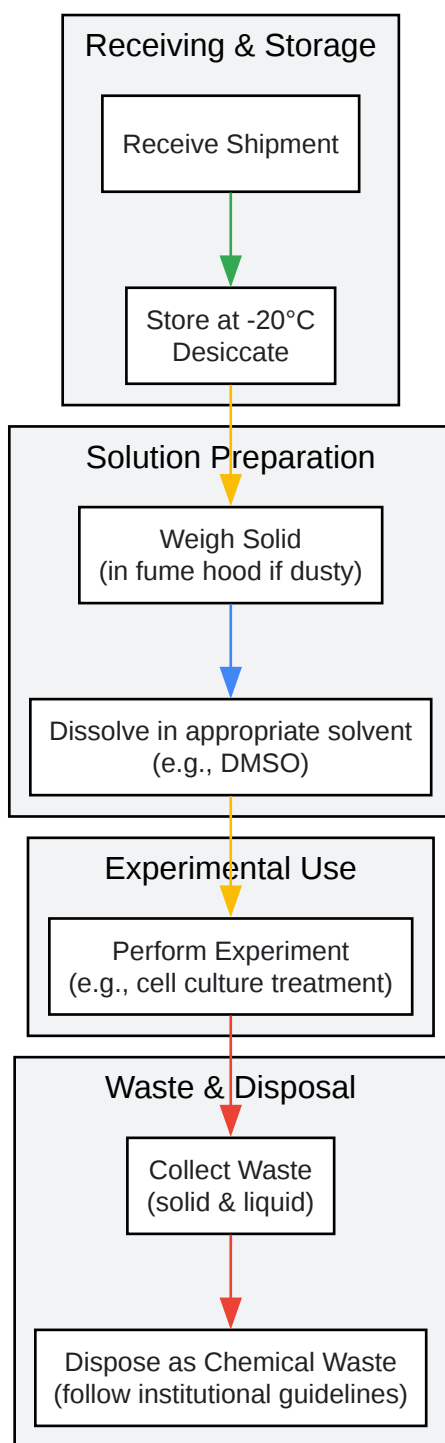 Receiving & Storage
Receive Shipment
Store at -20°C
Desiccate
Solution Preparation
Weigh Solid
(in fume hood if dusty)
Dissolve in appropriate solvent
(e.g., DMSO)
Experimental Use
Perform Experiment
(e.g., cell culture treatment)
Waste & Disposal
Collect Waste
(solid & liquid)
Dispose as Chemical Waste
(follow institutional guidelines)